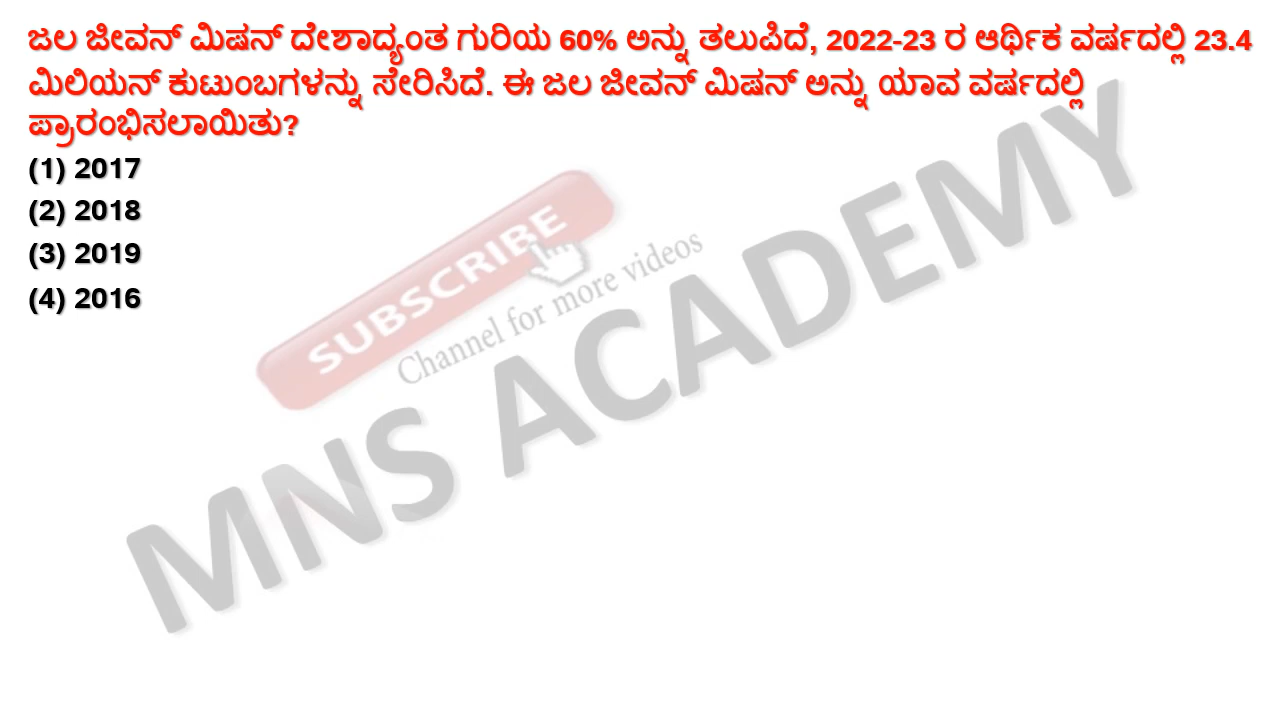 ಜಲ ಜೀವನ್ ಮಿಷನ್ ದೇಶಾದ್ಯಂತ ಗುರಿಯ 60% ಅನ್ನು ತಲುಪಿದೆ, 2022-23 ರ ಆರ್ಥಿಕ ವರ್ಷದಲ್ಲಿ 23.4
ಮಿಲಿಯನ್ ಕುಟುಂಬಗಳನ್ನು ಸೇರಿಸಿದೆ. ಈ ಜಲ ಜೀವನ್ ಮಿಷನ್ ಅನ್ನು ಯಾವ ವರ್ಷದಲ್ಲಿ
ಪ್ರಾರಂಭಿಸಲಾಯಿತು?
(1) 2017
(2) 2018
(3) 2019
(4) 2016
SUBSCRIBE
Channel for more videos
MNS ACADEMY